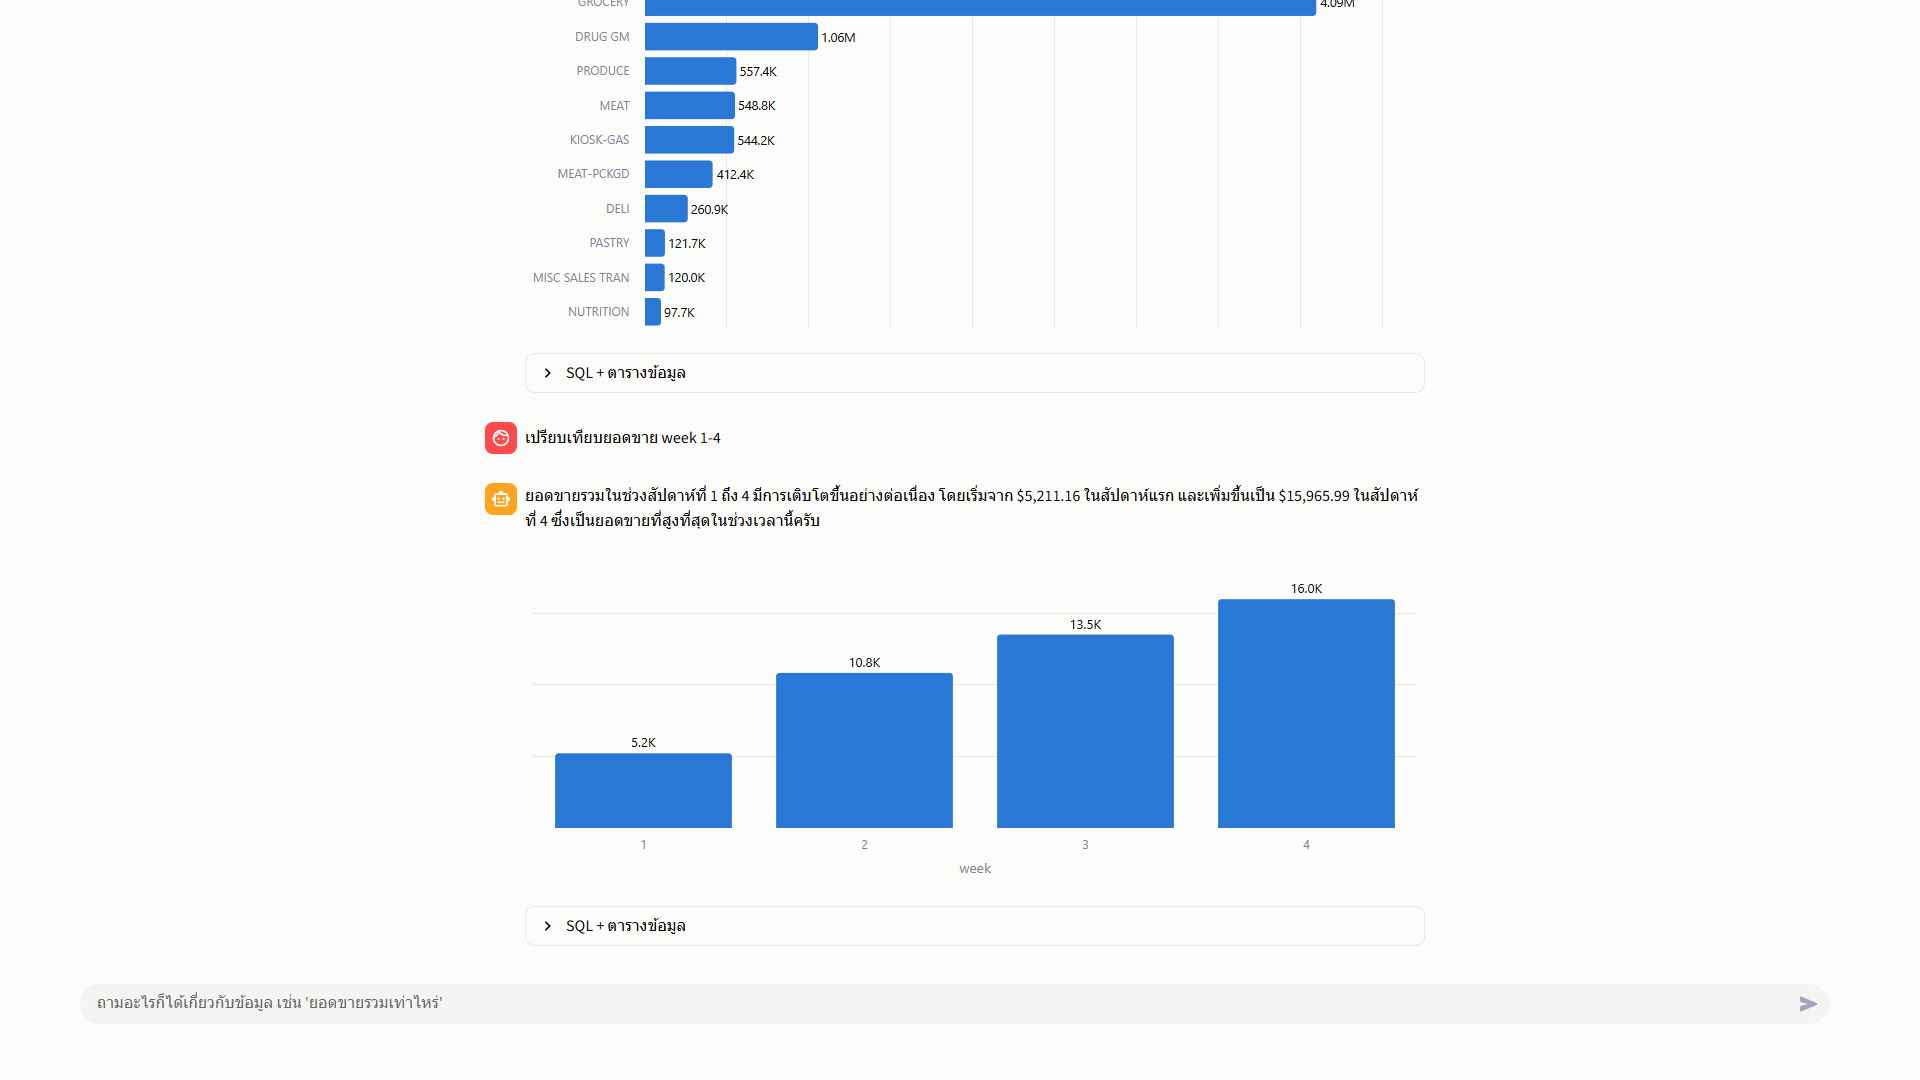 GROCERY 4.09M
DRUG GM 1.06M
PRODUCE 557.4K
MEAT 548.8K
KIOSK-GAS 544.2K
MEAT-PCKGD 412.4K
DELI 260.9K
PASTRY 121.7K
MISC SALES TRAN 120.0K
NUTRITION 97.7K
SQL + ตารางข้อมูล
เปรียบเทียบยอดขาย week 1-4
ยอดขายรวมในช่วงสัปดาห์ที่ 1 ถึง 4 มีการเติบโตขึ้นอย่างต่อเนื่อง โดยเริ่มจาก $5,211.16 ในสัปดาห์แรก และเพิ่มขึ้นเป็น $15,965.99 ในสัปดาห์
ที่ 4 ซึ่งเป็นยอดขายที่สูงที่สุดในช่วงเวลานี้ครับ
5.2K 10.8K 13.5K 16.0K
1 2 3 4
week
SQL + ตารางข้อมูล
ถามอะไรก็ได้เกี่ยวกับข้อมูล เช่น 'ยอดขายรวมเท่าไหร่'